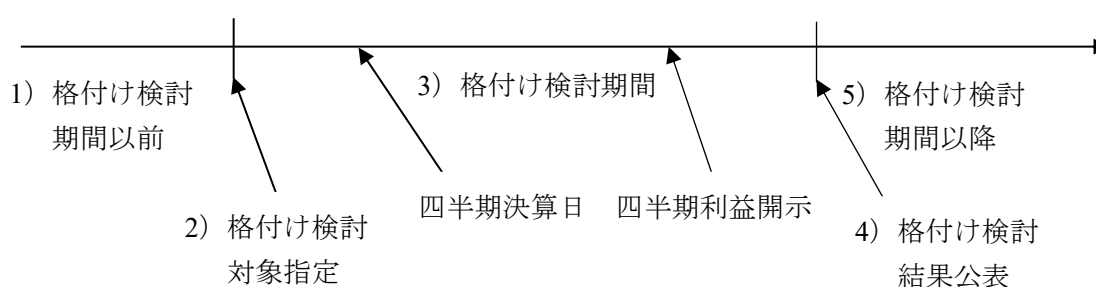 1）格付け検討
期間以前
2）格付け検討
対象指定
3）格付け検討期間
四半期決算日
四半期利益開示
4）格付け検討
結果公表
5）格付け検討
期間以降